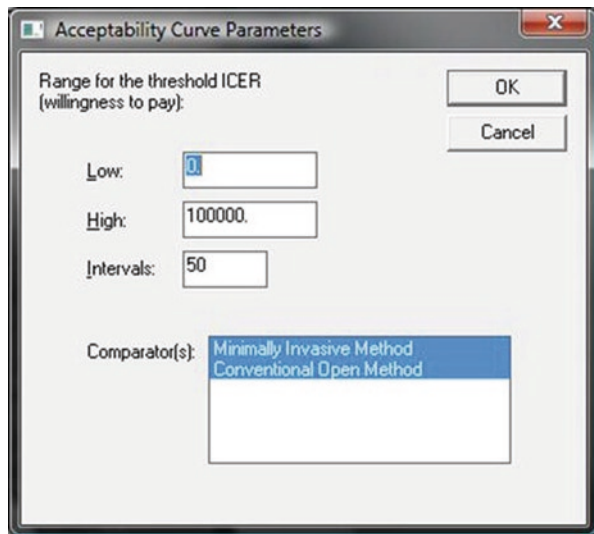 Acceptability Curve Parameters
Range for the threshold ICER
(willingness to pay):
OK
Cancel
Low:
0.
High:
100000.
Intervals:
50
Comparator(s):
Minimally Invasive Method
Conventional Open Method